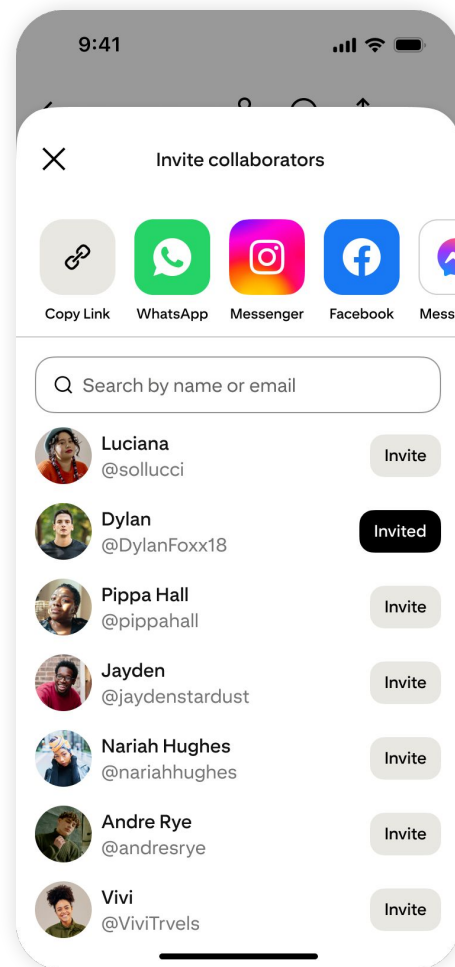 9:41
Invite collaborators
Copy Link
WhatsApp
Messenger
Facebook
Mess
Search by name or email
Luciana
@sollucci
Invite
Dylan
@DylanFoxx18
Invited
Pippa Hall
@pippahall
Invite
Jayden
@jaydenstardust
Invite
Nariah Hughes
@nariahhughes
Invite
Andre Rye
@andresrye
Invite
Vivi
@ViviTrvels
Invite